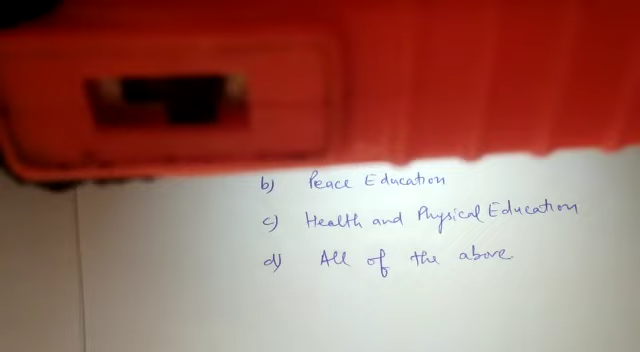 b) Peace Education
c) Health and Physical Education
d) All of the above.